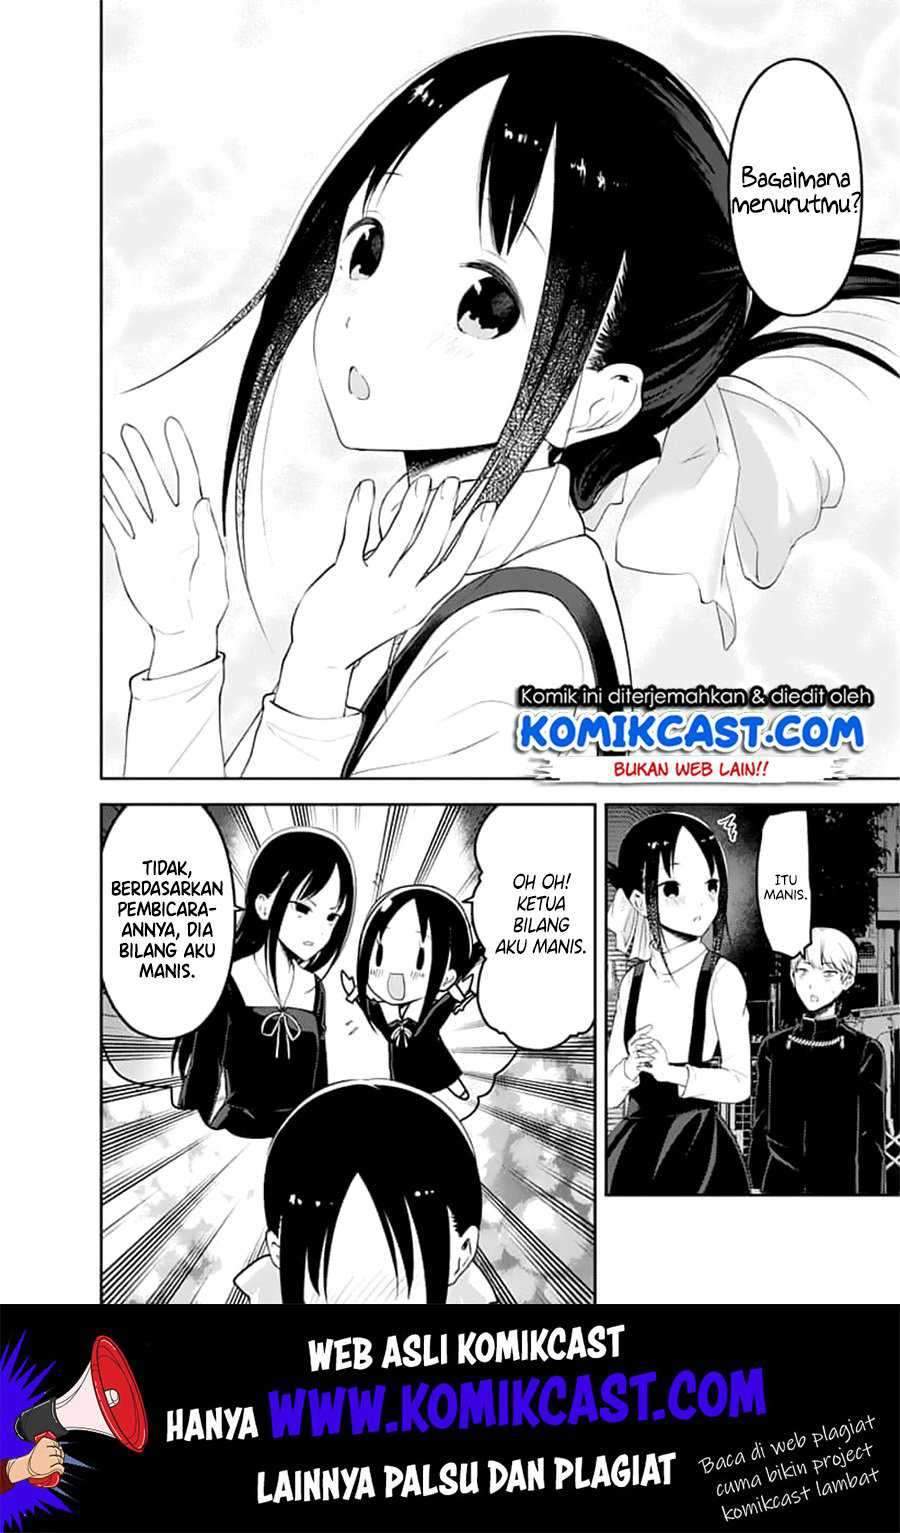 Bagaimana
menurutmu?
Komik ini diterjemahkan & diedit oleh
KOMIKCAST.COM
BUKAN WEB LAIN!!
ITU
MANIS.
OH OH!
KETUA
BILANG
AKU MANIS.
TIDAK,
BERDASARKAN
PEMBICARA-
ANNYA, DIA
BILANG AKU
MANIS.
WEB ASLI KOMIKCAST
HANYA WWW.KOMIKCAST.COM
LAINNYA PALSU DAN PLAGIAT
Baca di web plagiat
cuma bikin project
komikcast lambat